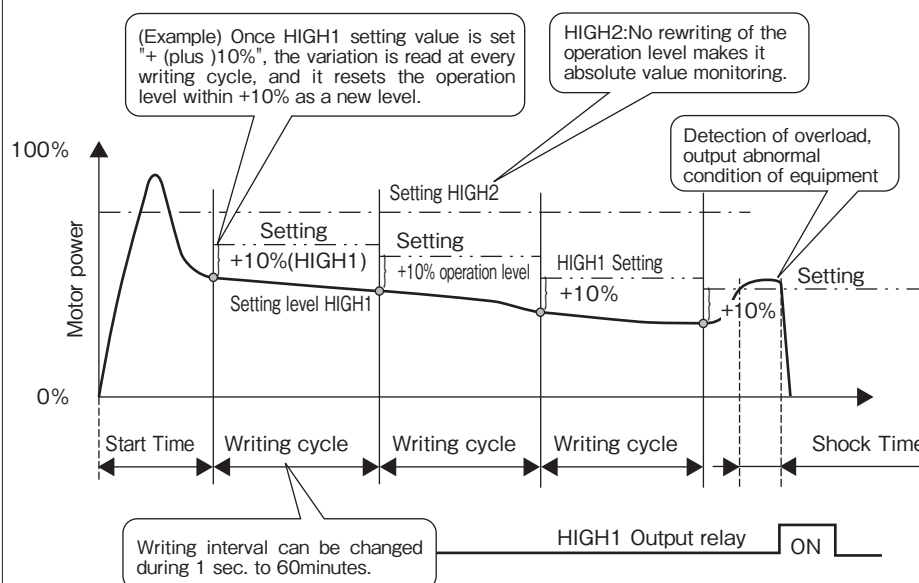 (Example) Once HIGH1 setting value is set
"+ (plus )10%", the variation is read at every
writing cycle, and it resets the operation
level within +10% as a new level.
HIGH2:No rewriting of the
operation level makes it
absolute value monitoring.
Detection of overload,
output abnormal
condition of equipment
100%
Motor power
0%
Setting HIGH2
Setting
+10%(HIGH1)
Setting level HIGH1
Setting
+10% operation level
HIGH1 Setting
+10%
Setting
+10%
Start Time
Writing cycle
Writing cycle
Writing cycle
Shock Time
Writing interval can be changed
during 1 sec. to 60minutes.
HIGH1 Output relay
ON